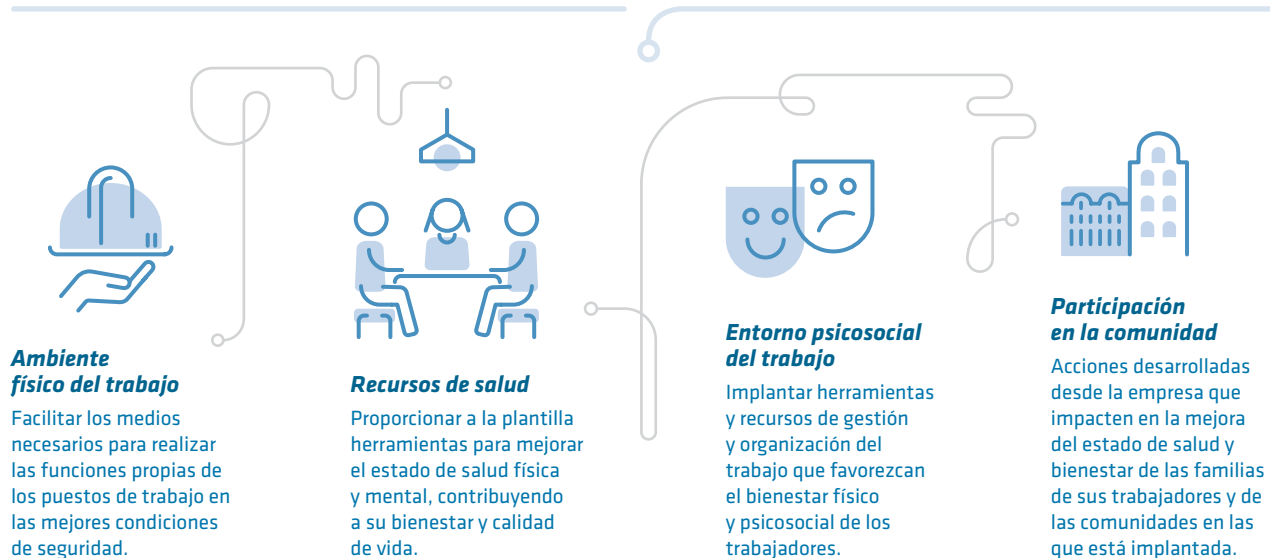 Ambiente
físico del trabajo
Facilitar los medios
necesarios para realizar
las funciones propias de
los puestos de trabajo en
las mejores condiciones
de seguridad.
Recursos de salud
Proporcionar a la plantilla
herramientas para mejorar
el estado de salud física
y mental, contribuyendo
a su bienestar y calidad
de vida.
Entorno psicosocial
del trabajo
Implantar herramientas
y recursos de gestión
y organización del
trabajo que favorezcan
el bienestar físico
y psicosocial de los
trabajadores.
Participación
en la comunidad
Acciones desarrolladas
desde la empresa que
impacten en la mejora
del estado de salud y
bienestar de las familias
de sus trabajadores y de
las comunidades en las
que está implantada.